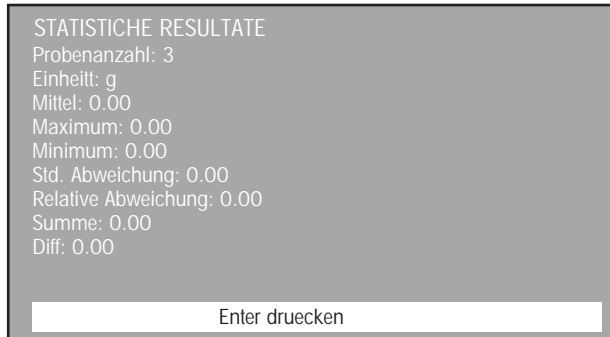 STATISTICHE RESULTATE
Probenanzahl: 3
Einheitt: g
Mittel: 0.00
Maximum: 0.00
Minimum: 0.00
Std. Abweichung: 0.00
Relative Abweichung: 0.00
Summe: 0.00
Diff: 0.00
Enter druecken